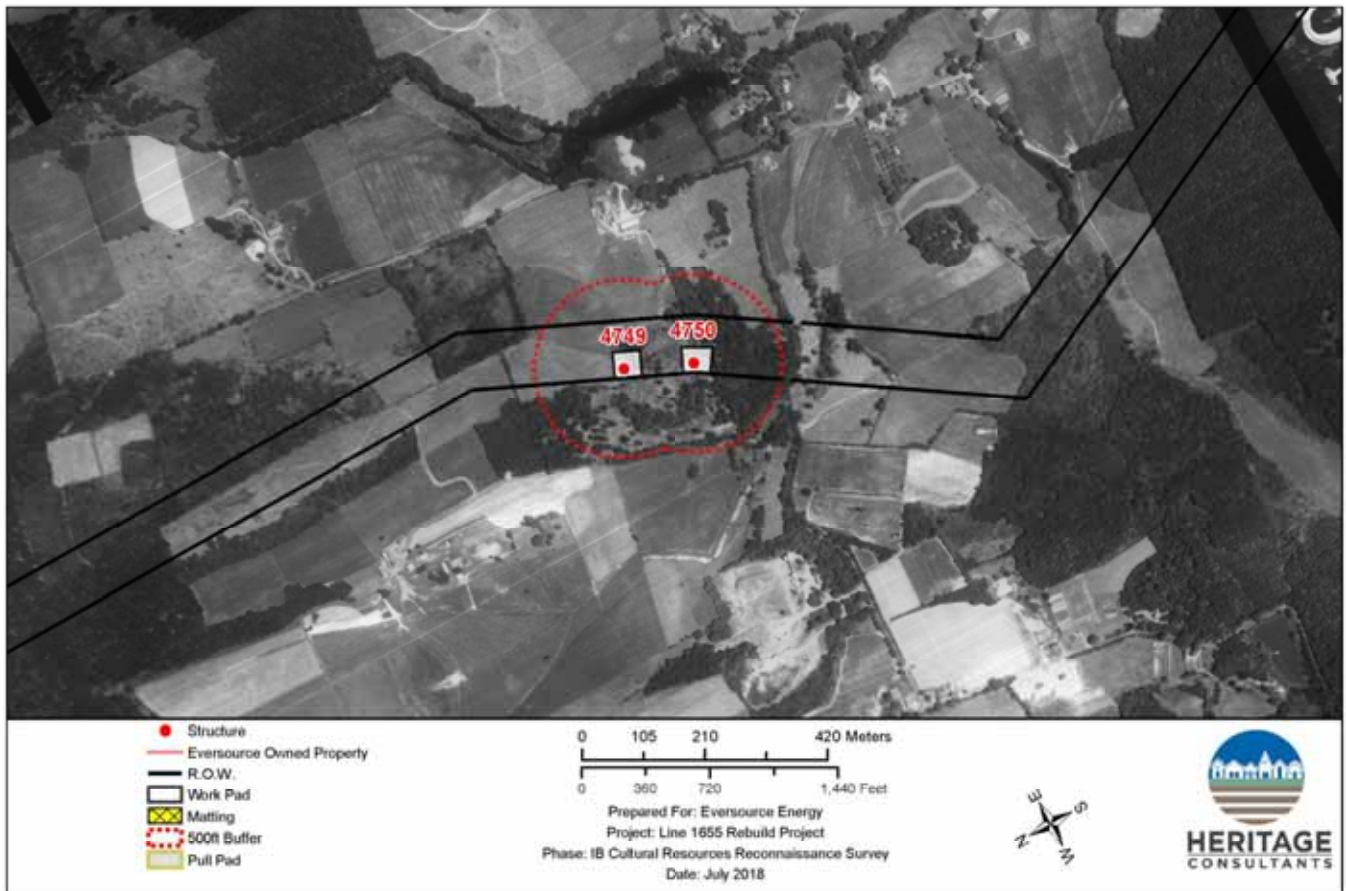 4749
4750
Structure
Eversource Owned Property
R.O.W.
Work Pad
Matting
500ft Buffer
Pull Pad
0 105 210 420 Meters
0 360 720 1,440 Feet
Prepared For: Eversource Energy
Project: Line 1655 Rebuild Project
Phase: IB Cultural Resources Reconnaissance Survey
Date: July 2018
E
S
N
W
HERITAGE
CONSULTANTS